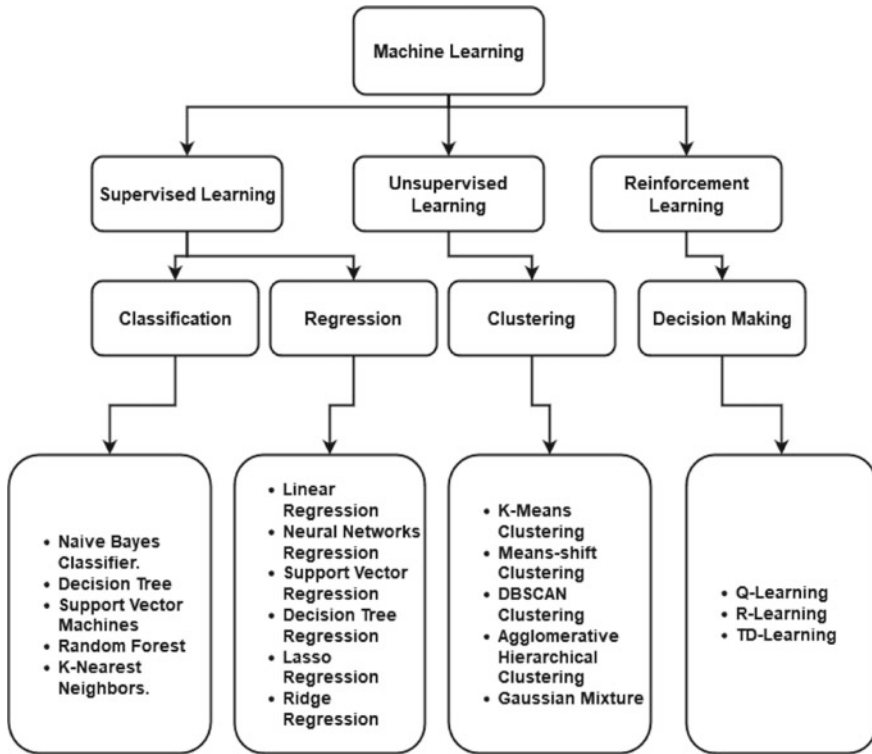 Machine Learning
Supervised Learning
Unsupervised
Learning
Reinforcement
Learning
Classification
Regression
Clustering
Decision Making
• Naive Bayes
Classifier.
• Decision Tree
• Support Vector
Machines
• Random Forest
• K-Nearest
Neighbors.
• Linear
Regression
• Neural Networks
Regression
• Support Vector
Regression
• Decision Tree
Regression
• Lasso
Regression
• Ridge
Regression
• K-Means
Clustering
• Means-shift
Clustering
• DBSCAN
Clustering
• Agglomerative
Hierarchical
Clustering
• Gaussian Mixture
• Q-Learning
• R-Learning
• TD-Learning